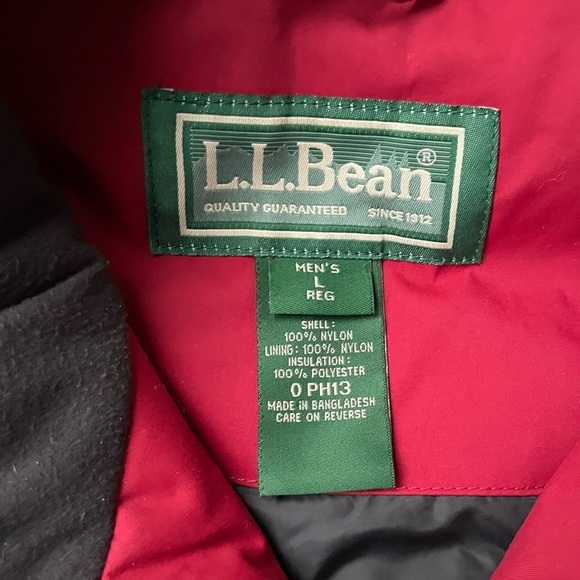 L.L.Bean®
QUALITY GUARANTEED SINCE 1912
MEN'S
L
REG
SHELL:
100% NYLON
LINING: 100% NYLON
INSULATION:
100% POLYESTER
0 PH13
MADE IN BANGLADESH
CARE ON REVERSE